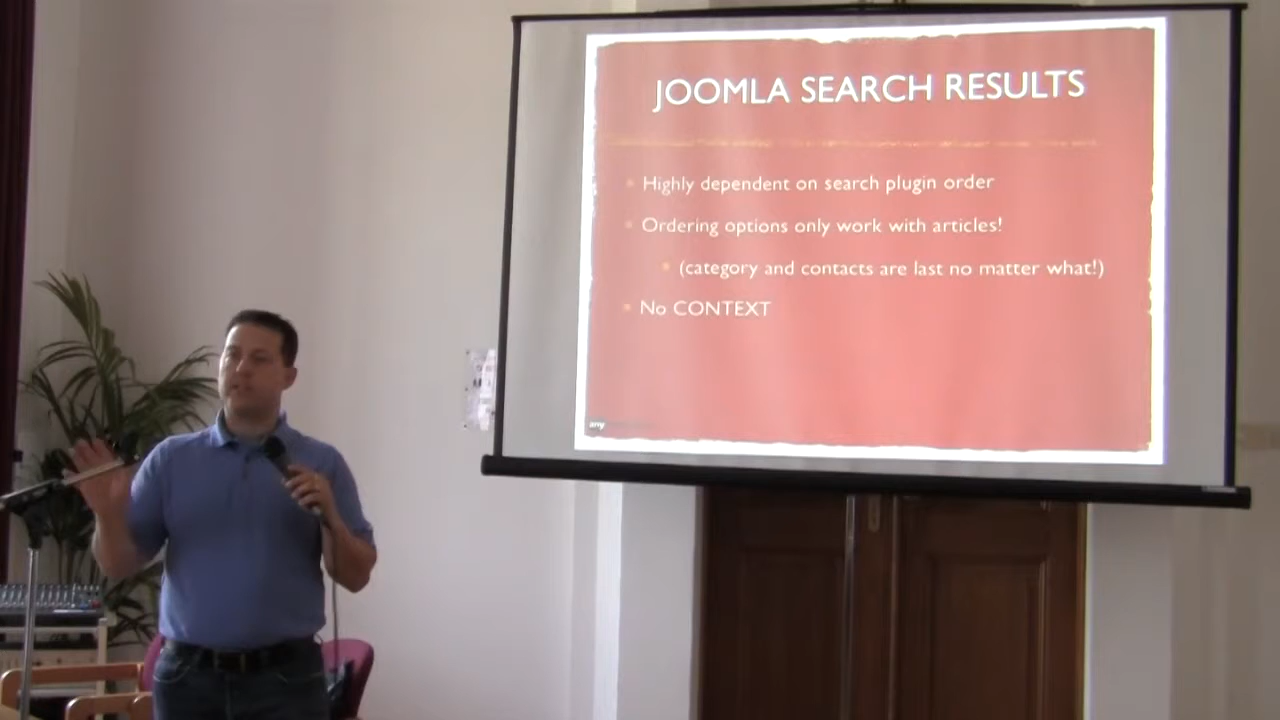 JOOMLA SEARCH RESULTS
Highly dependent on search plugin order
Ordering options only work with articles!
(category and contacts are last no matter what!)
No CONTEXT